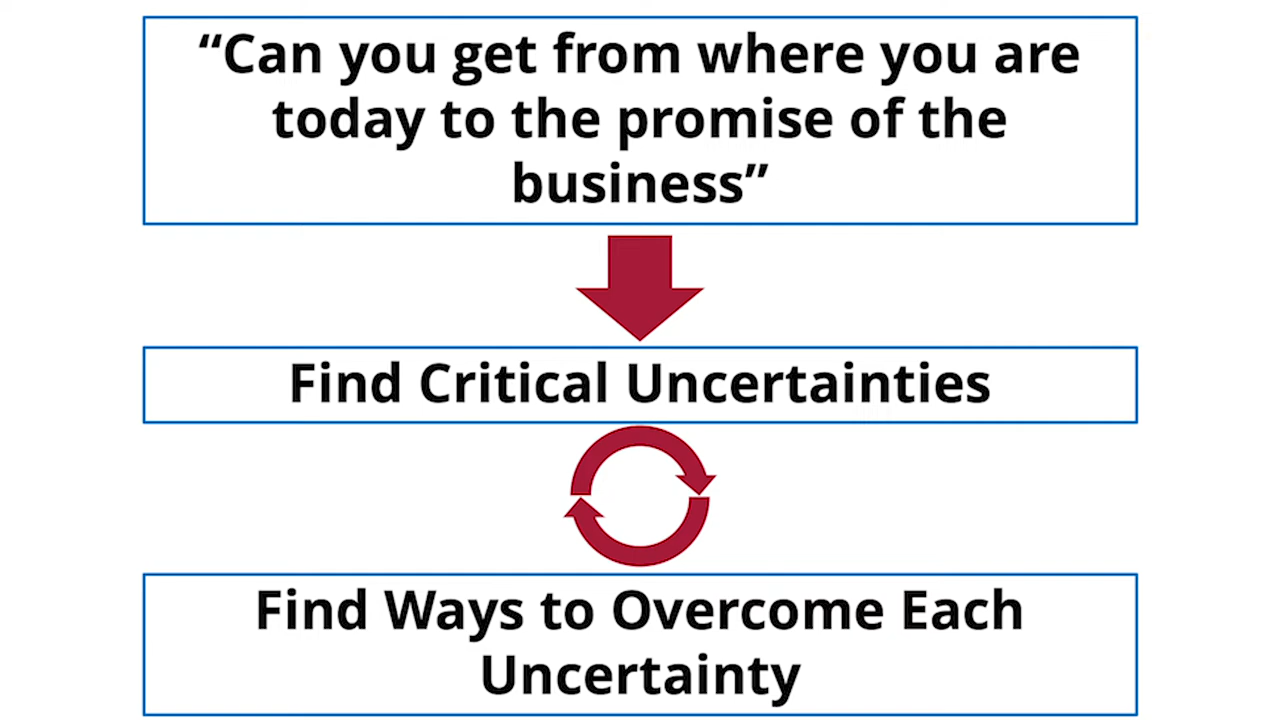 “Can you get from where you are
today to the promise of the
business”
Find Critical Uncertainties
Find Ways to Overcome Each
Uncertainty